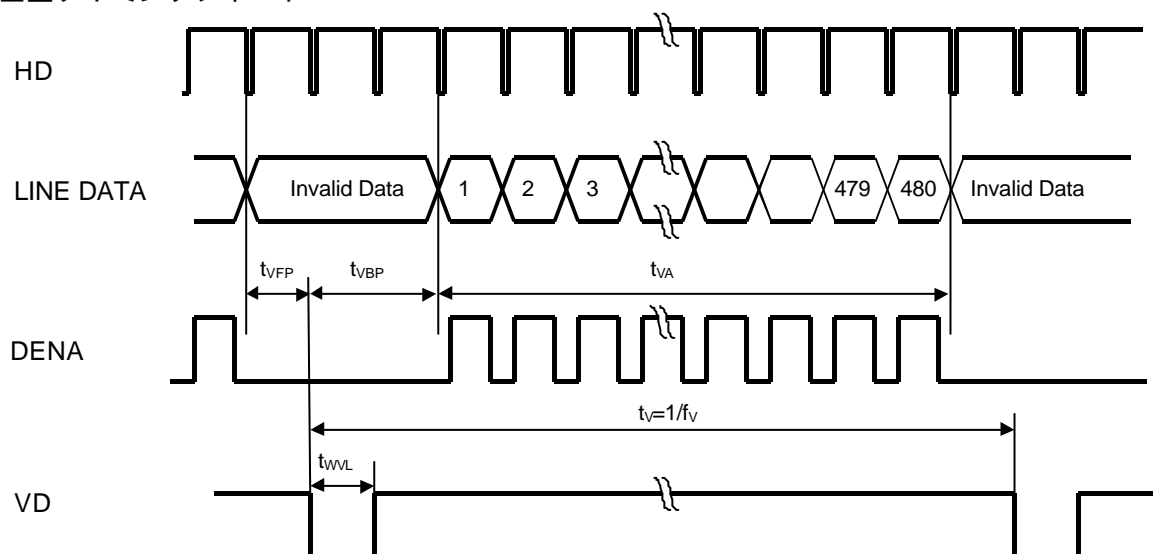 HD
LINE DATA
Invalid Data 1 2 3 479 480 Invalid Data
tVFP tVBP tVA
DENA
tV=1/fV
tWVL
VD